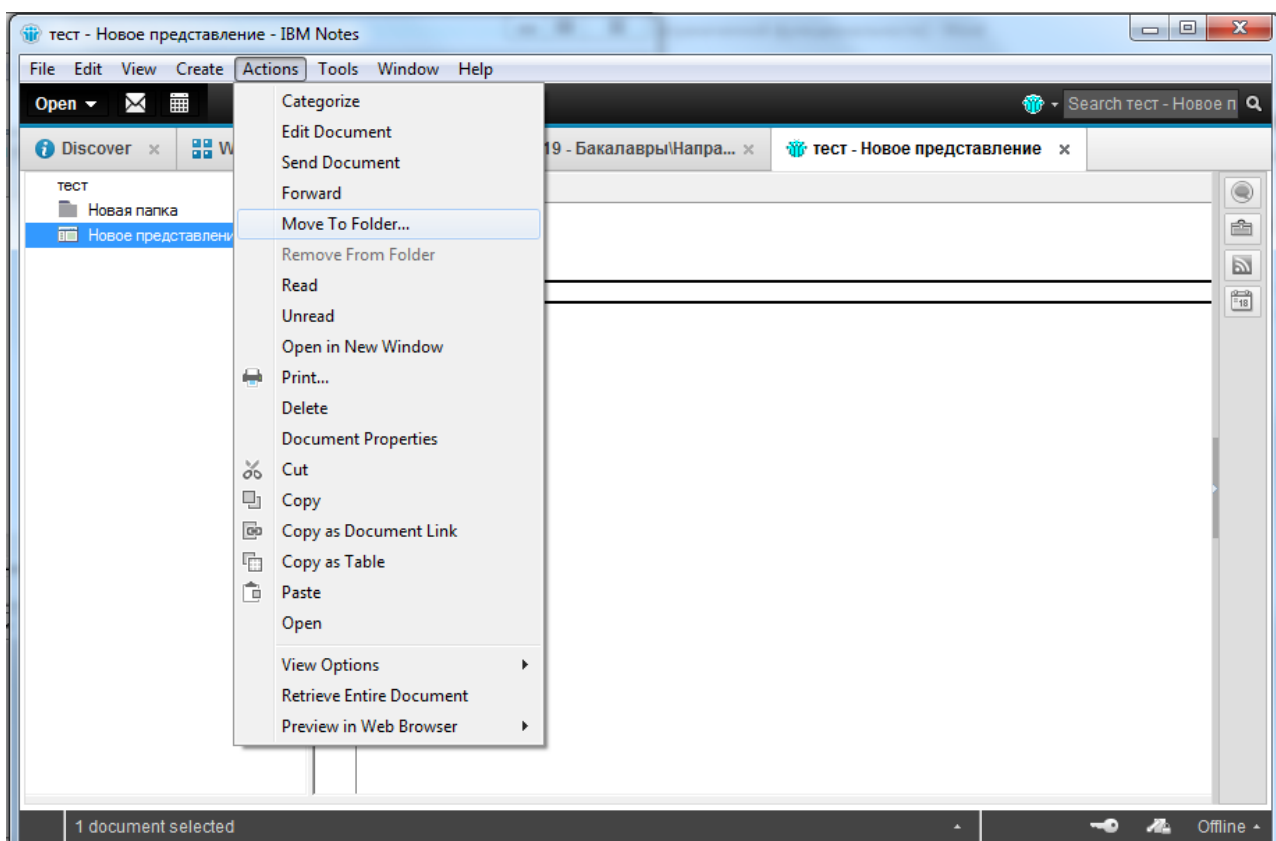 тест - Новое представление - IBM Notes
File Edit View Create Actions Tools Window Help
Open
Search тест - Новое п
Discover
W
19 - Бакалавры\Напра...
тест - Новое представление
тест
Новая папка
Новое представлени
Categorize
Edit Document
Send Document
Forward
Move To Folder...
Remove From Folder
Read
Unread
Open in New Window
Print...
Delete
Document Properties
Cut
Copy
Copy as Document Link
Copy as Table
Paste
Open
View Options
Retrieve Entire Document
Preview in Web Browser
18
1 document selected
Offline